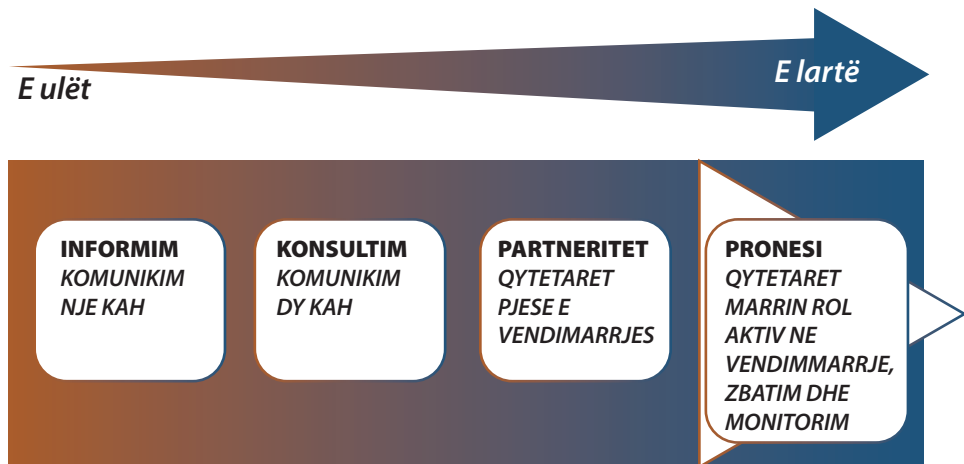 E ulët
E lartë
INFORMIM
KOMUNIKIM
NJE KAH
KONSULTIM
KOMUNIKIM
DY KAH
PARTNERITET
QYTETARET
PJESE E
VENDIMARRJES
PRONESI
QYTETARET
MARRIN ROL
AKTIV NE
VENDIMMARRJE,
ZBATIM DHE
MONITORIM